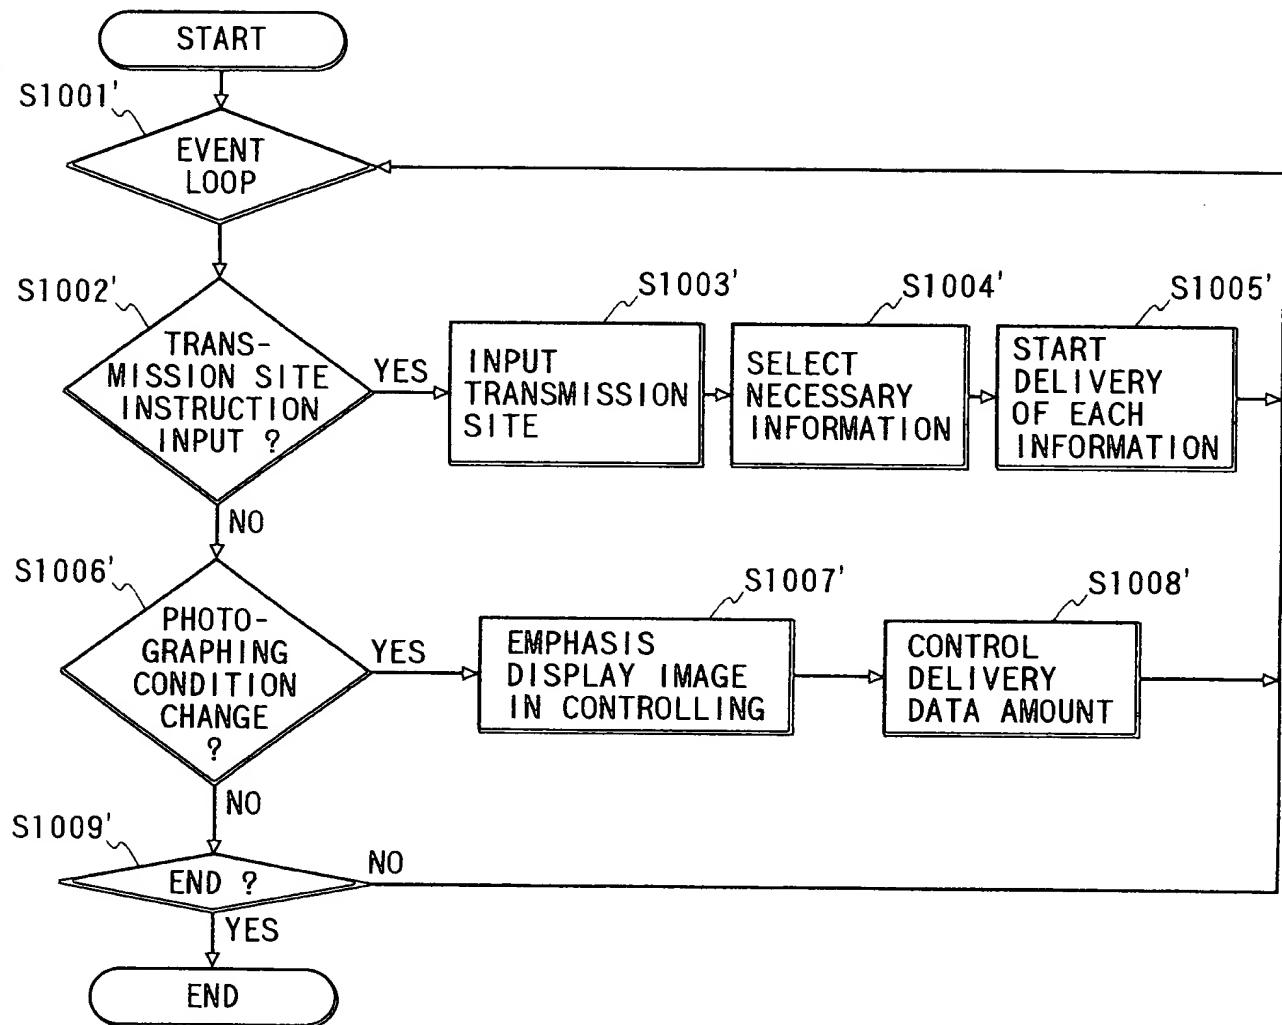 START
S1001'
EVENT
LOOP
S1002'
TRANS-
MISSION SITE
INSTRUCTION
INPUT ?
YES
S1003'
INPUT
TRANSMISSION
SITE
S1004'
SELECT
NECESSARY
INFORMATION
S1005'
START
DELIVERY
OF EACH
INFORMATION
NO
S1006'
PHOTO-
GRAPHING
CONDITION
CHANGE
?
YES
S1007'
EMPHASIS
DISPLAY IMAGE
IN CONTROLLING
S1008'
CONTROL
DELIVERY
DATA AMOUNT
NO
S1009'
END ?
NO
YES
END